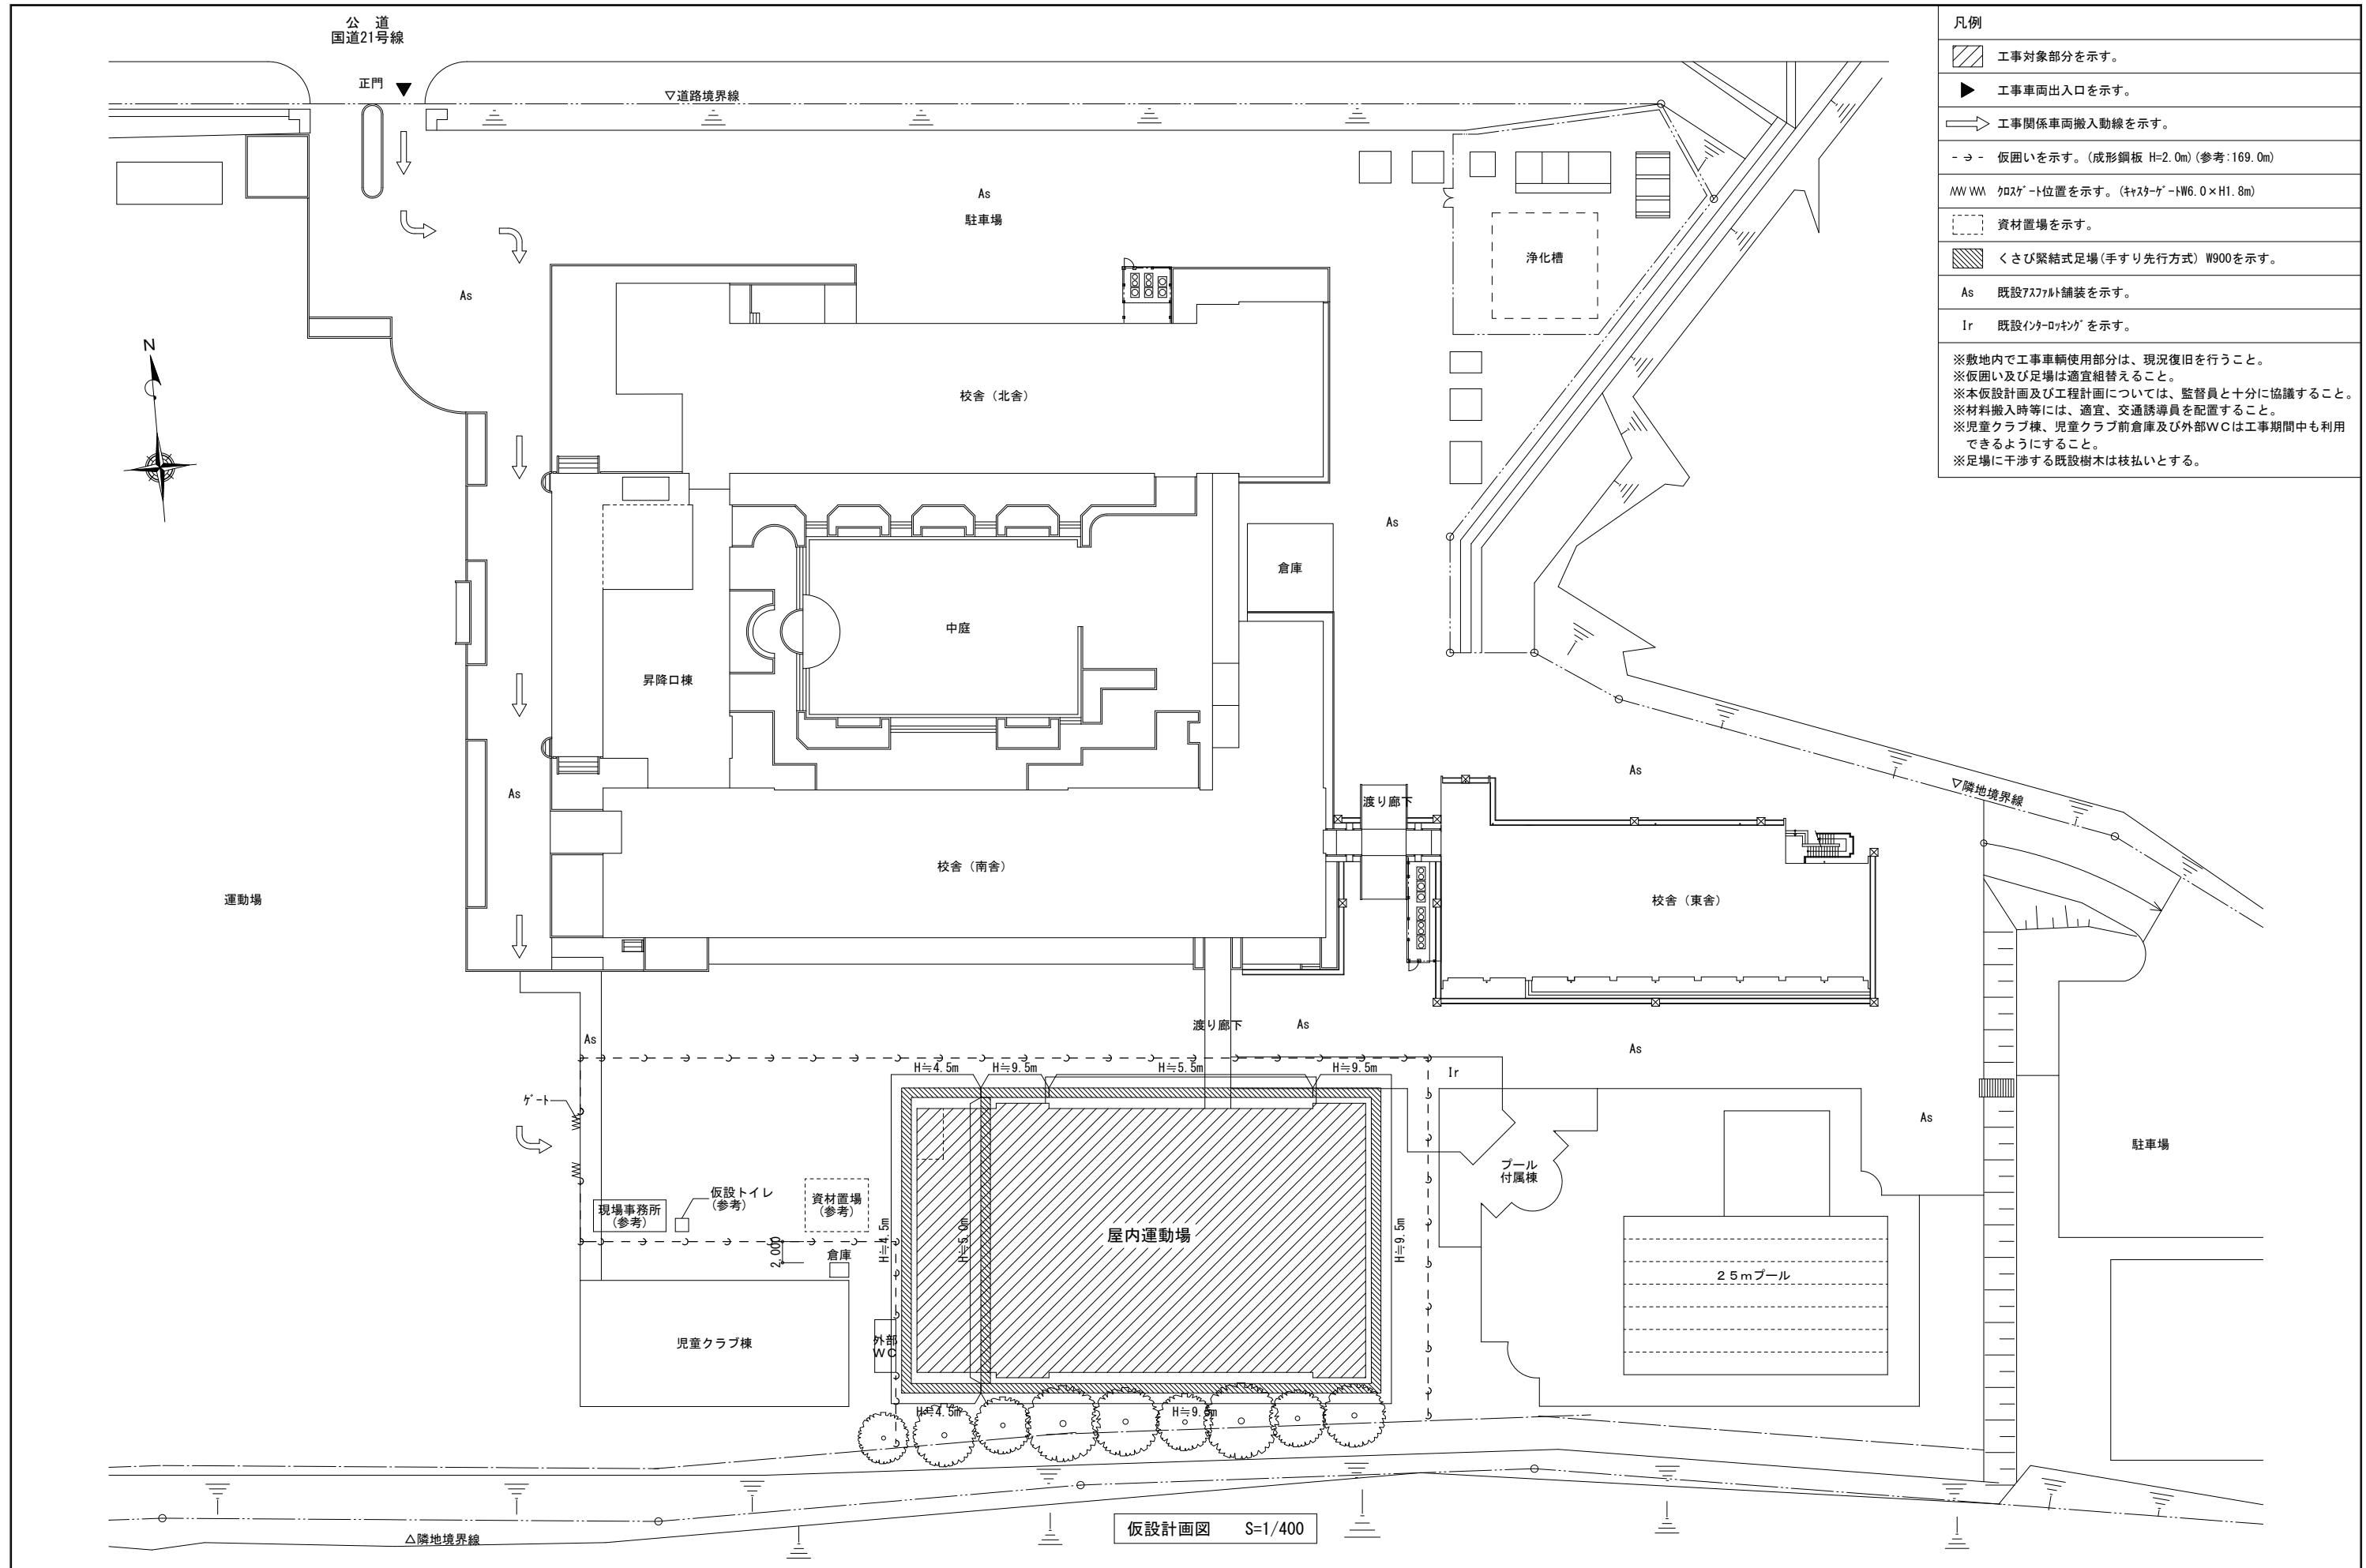 公　道
国道21号線
正門
▽道路境界線
As
駐車場
As
浄化槽
N
校舎（北舎）
As
倉庫
中庭
昇降口棟
As
▽隣地境界線
As
渡り廊下
校舎（南舎）
校舎（東舎）
運動場
渡り廊下
As
As
As
H≒4.5m
H≒9.5m
H≒5.5m
H≒9.5m
Ir
ゲート
As
駐車場
プール
付属棟
仮設トイレ
（参考）
資材置場
（参考）
現場事務所
（参考）
H≒4.5m
H≒5.0m
屋内運動場
H≒9.5m
2,000
倉庫
２５ｍプール
児童クラブ棟
外部
ＷＣ
H≒4.5m
H≒9.5m
△隣地境界線
仮設計画図　S=1/400
凡例
工事対象部分を示す。
工事車両出入口を示す。
工事関係車両搬入動線を示す。
仮囲いを示す。(成形鋼板 H=2.0m)(参考:169.0m)
クロスゲート位置を示す。(キャスターゲートW6.0×H1.8m)
資材置場を示す。
くさび緊結式足場(手すり先行方式) W900を示す。
As　既設アスファルト舗装を示す。
Ir　既設インターロッキングを示す。
※敷地内で工事車輌使用部分は、現況復旧を行うこと。
※仮囲い及び足場は適宜組替えること。
※本仮設計画及び工程計画については、監督員と十分に協議すること。
※材料搬入時等には、適宜、交通誘導員を配置すること。
※児童クラブ棟、児童クラブ前倉庫及び外部ＷＣは工事期間中も利用
できるようにすること。
※足場に干渉する既設樹木は枝払いとする。